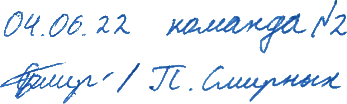 04.06.22 команда №2
/ П. Смирных